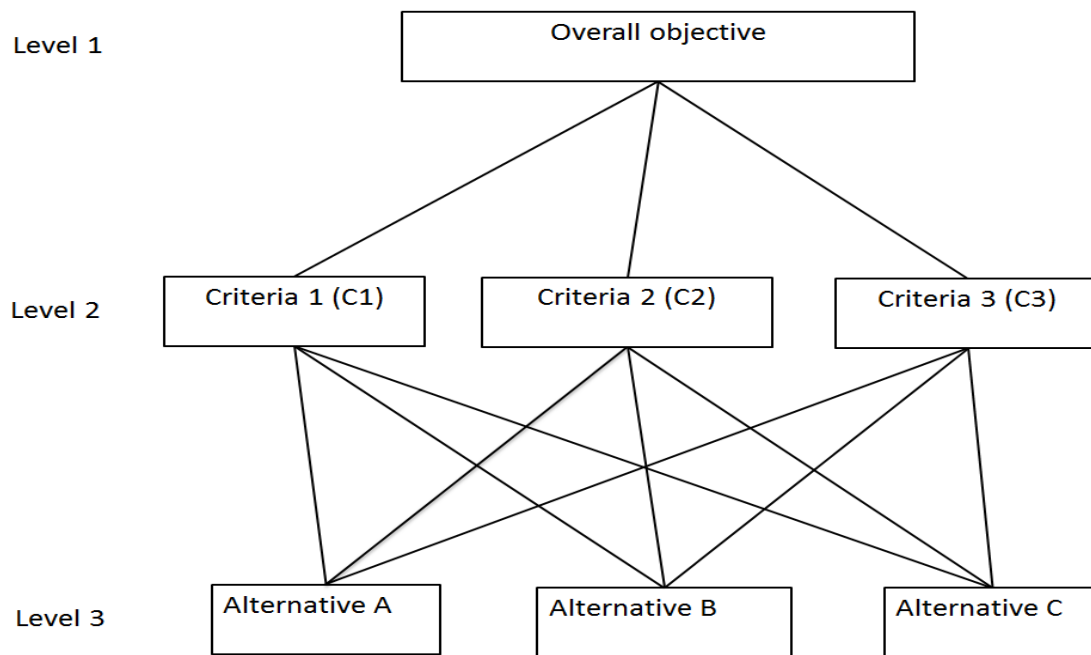 Level 1
Overall objective
Level 2
Criteria 1 (C1)
Criteria 2 (C2)
Criteria 3 (C3)
Level 3
Alternative A
Alternative B
Alternative C